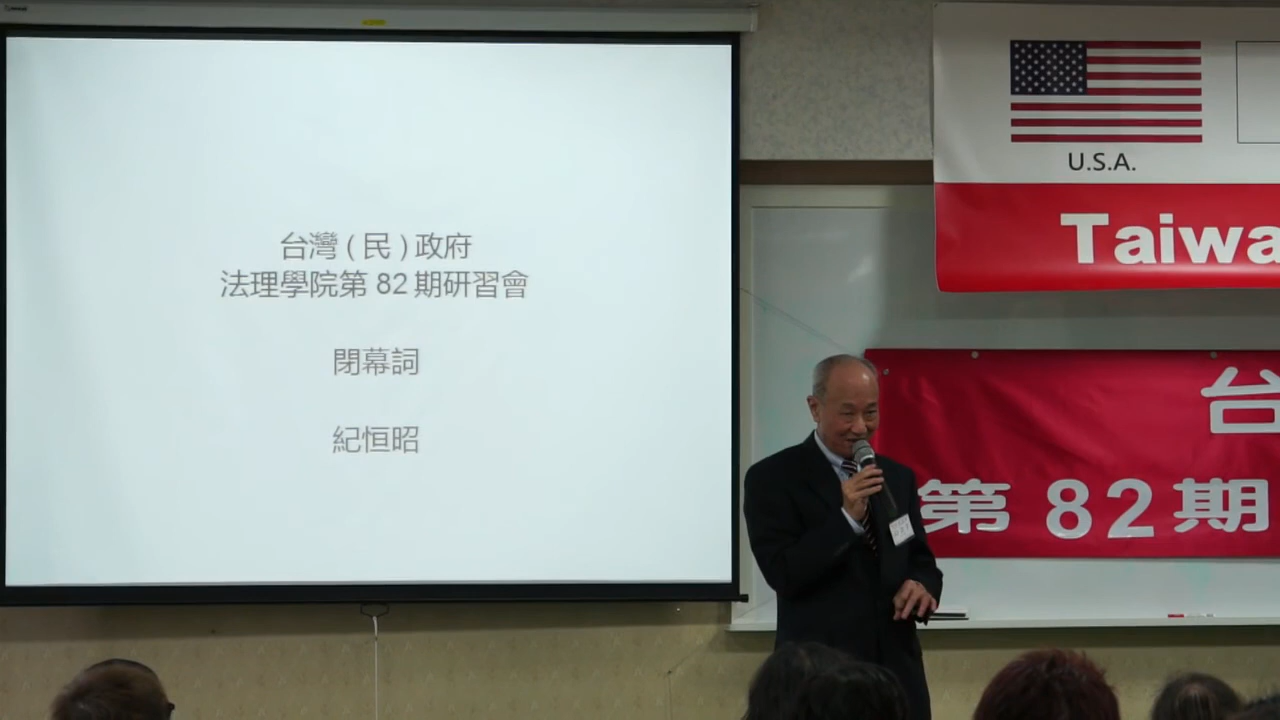 台灣(民)政府
法理學院第 82 期研習會
閉幕詞
紀恒昭
U.S.A.
Taiwa
台
第 82 期